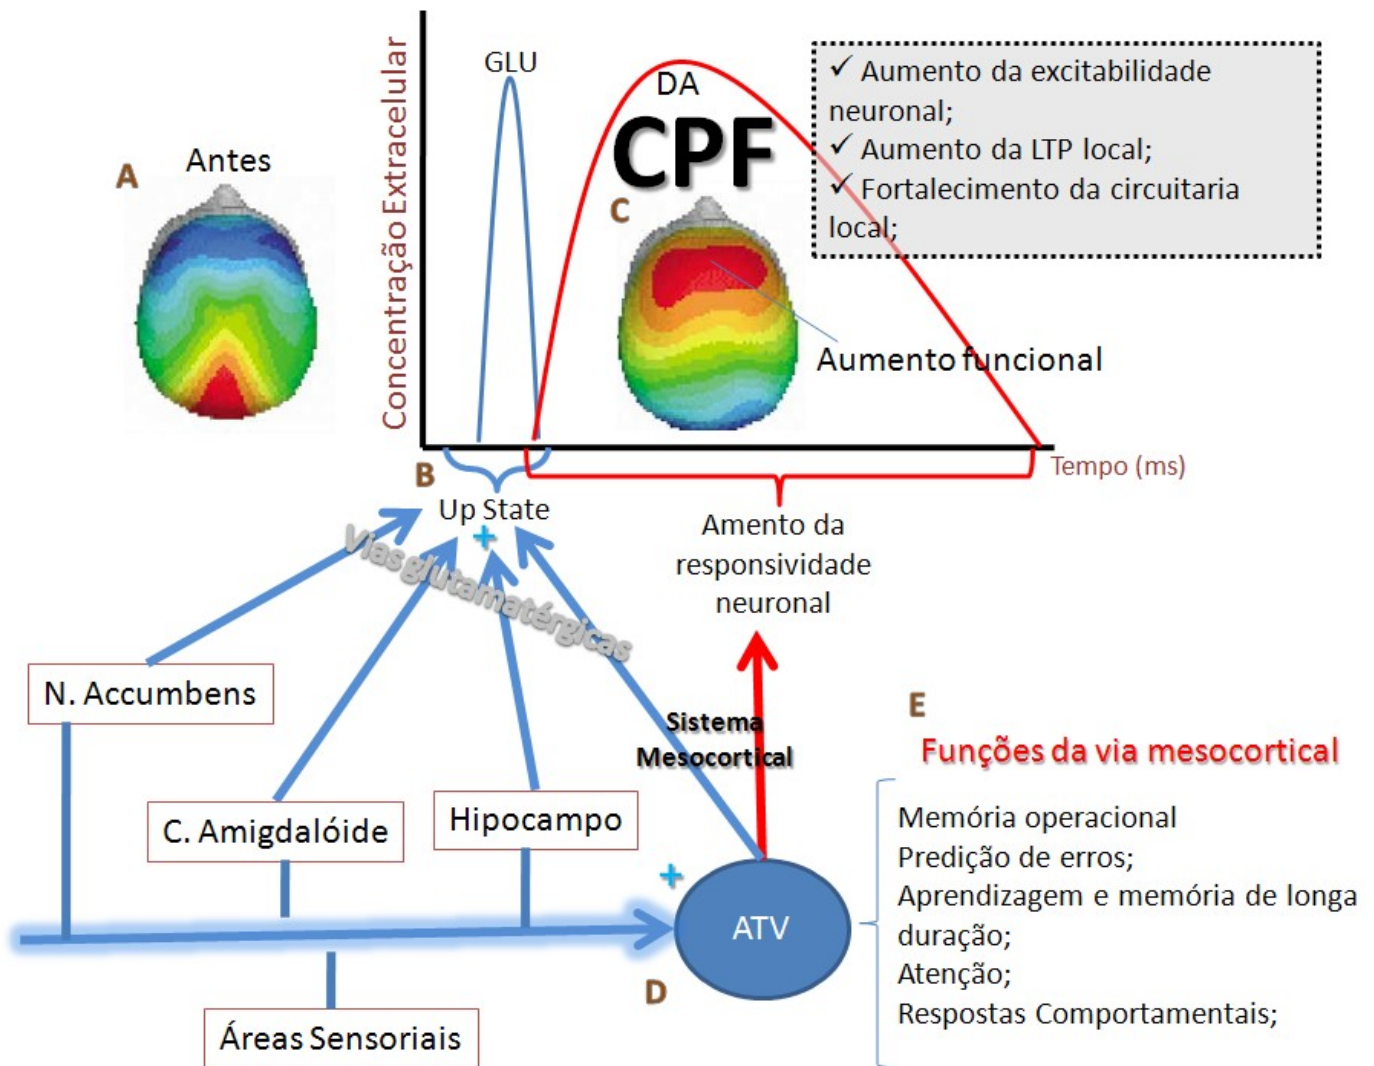 A
Antes
Concentração Extracelular
GLU
DA
CPF
C
✓ Aumento da excitabilidade
neuronal;
✓ Aumento da LTP local;
✓ Fortalecimento da circuitaria
local;
Aumento funcional
Tempo (ms)
B
Up State
+
Vias glutamatérgicas
Amento da
responsividade
neuronal
N. Accumbens
C. Amigdalóide
Hipocampo
Sistema
Mesocortical
+
ATV
D
Áreas Sensoriais
E
Funções da via mesocortical
Memória operacional
Predição de erros;
Aprendizagem e memória de longa
duração;
Atenção;
Respostas Comportamentais;